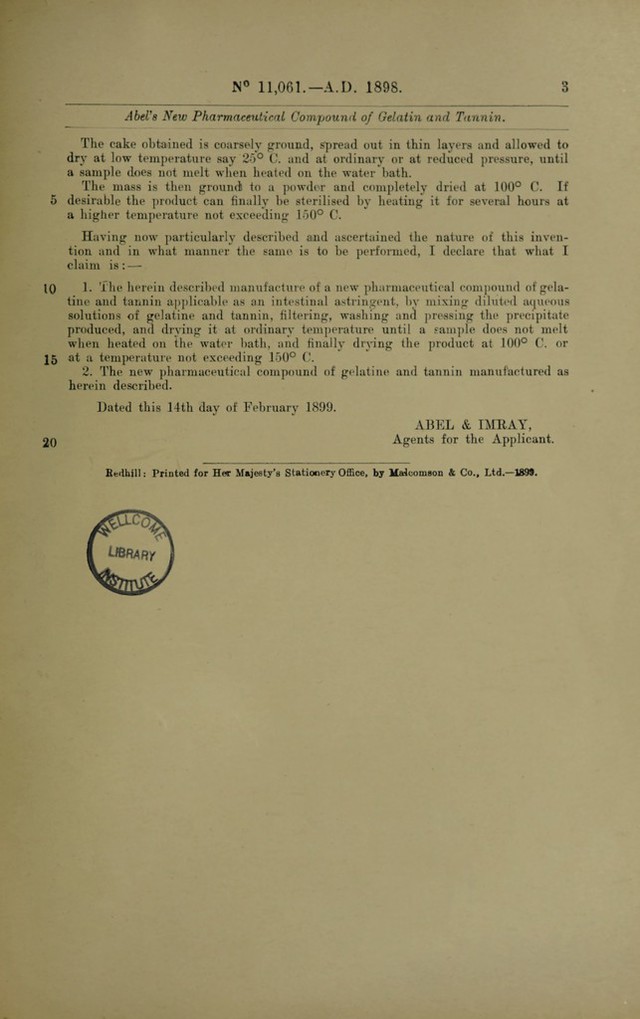 Nº 11,061.—A.D. 1898. 3
Abel's New Pharmaceutical Compound of Gelatin and Tannin.
The cake obtained is coarsely ground, spread out in thin layers and allowed to
dry at low temperature say 25° C. and at ordinary or at reduced pressure, until
a sample does not melt when heated on the water bath.
The mass is then ground to a powder and completely dried at 100° C. If
5 desirable the product can finally be sterilised by heating it for several hours at
a higher temperature not exceeding 150° C.
Having now particularly described and ascertained the nature of this inven-
tion and in what manner the same is to be performed, I declare that what I
claim is:—
10 1. The herein described manufacture of a new pharmaceutical compound of gela-
tine and tannin applicable as an intestinal astringent, by mixing diluted aqueous
solutions of gelatine and tannin, filtering, washing and pressing the precipitate
produced, and drying it at ordinary temperature until a sample does not melt
when heated on the water bath, and finally drying the product at 100° C. or
15 at a temperature not exceeding 150° C.
2. The new pharmaceutical compound of gelatine and tannin manufactured as
herein described.
Dated this 14th day of February 1899.
ABEL & IMRAY,
20 Agents for the Applicant.
Redhill: Printed for Her Majesty's Stationery Office, by Malcomson & Co., Ltd.—1899.
WELLCOME
LIBRARY
INSTITUTE